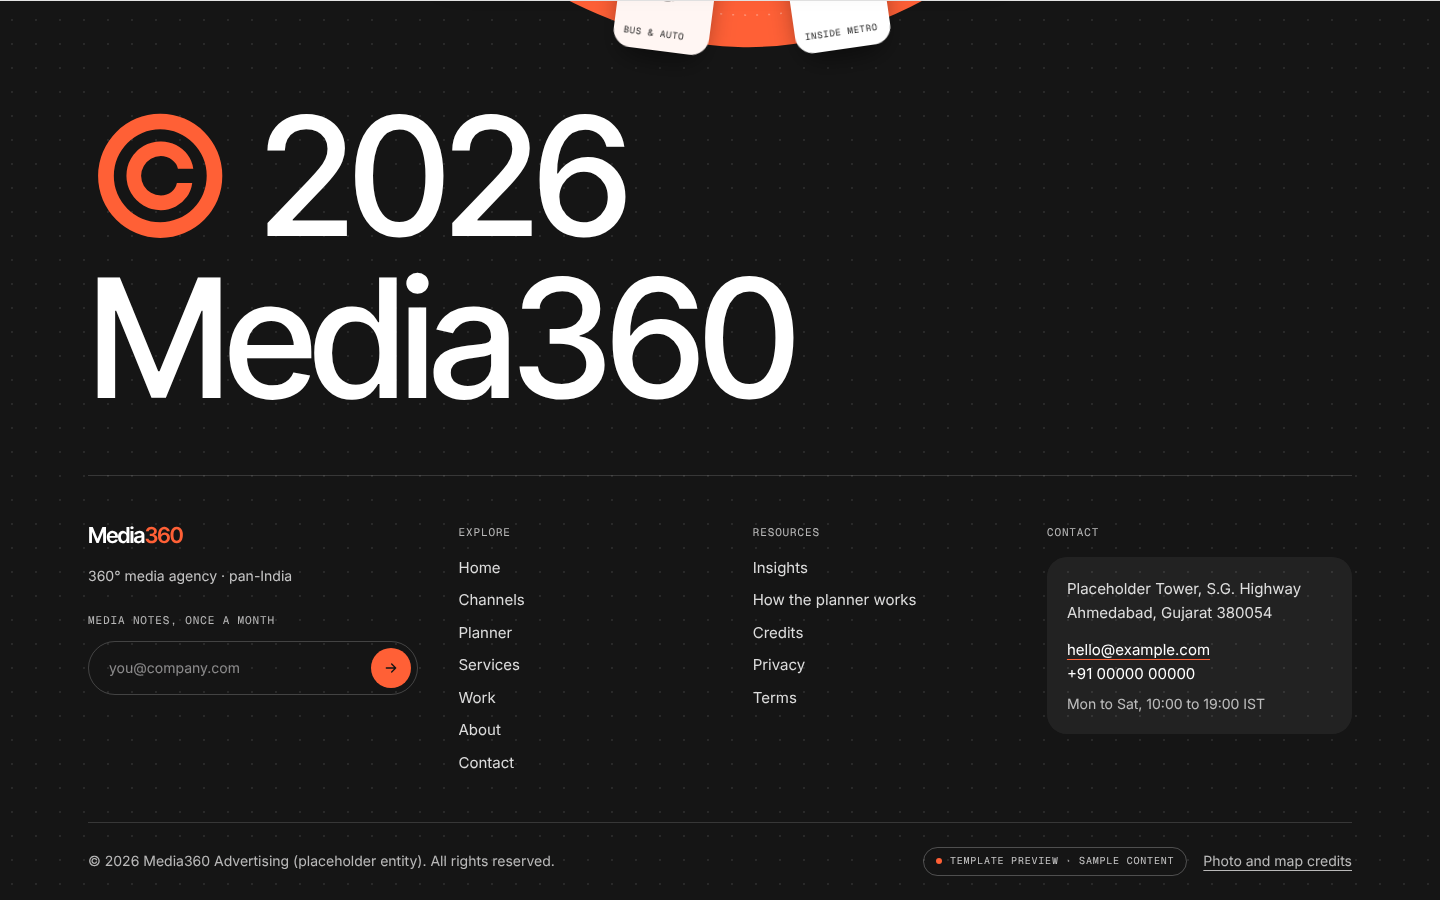 BUS & AUTO
INSIDE METRO
© 2026
Media360
Media360
360° media agency · pan-India
MEDIA NOTES, ONCE A MONTH
you@company.com
EXPLORE
Home
Channels
Planner
Services
Work
About
Contact
RESOURCES
Insights
How the planner works
Credits
Privacy
Terms
CONTACT
Placeholder Tower, S.G. Highway
Ahmedabad, Gujarat 380054
hello@example.com
+91 00000 00000
Mon to Sat, 10:00 to 19:00 IST
© 2026 Media360 Advertising (placeholder entity). All rights reserved.
TEMPLATE PREVIEW · SAMPLE CONTENT
Photo and map credits